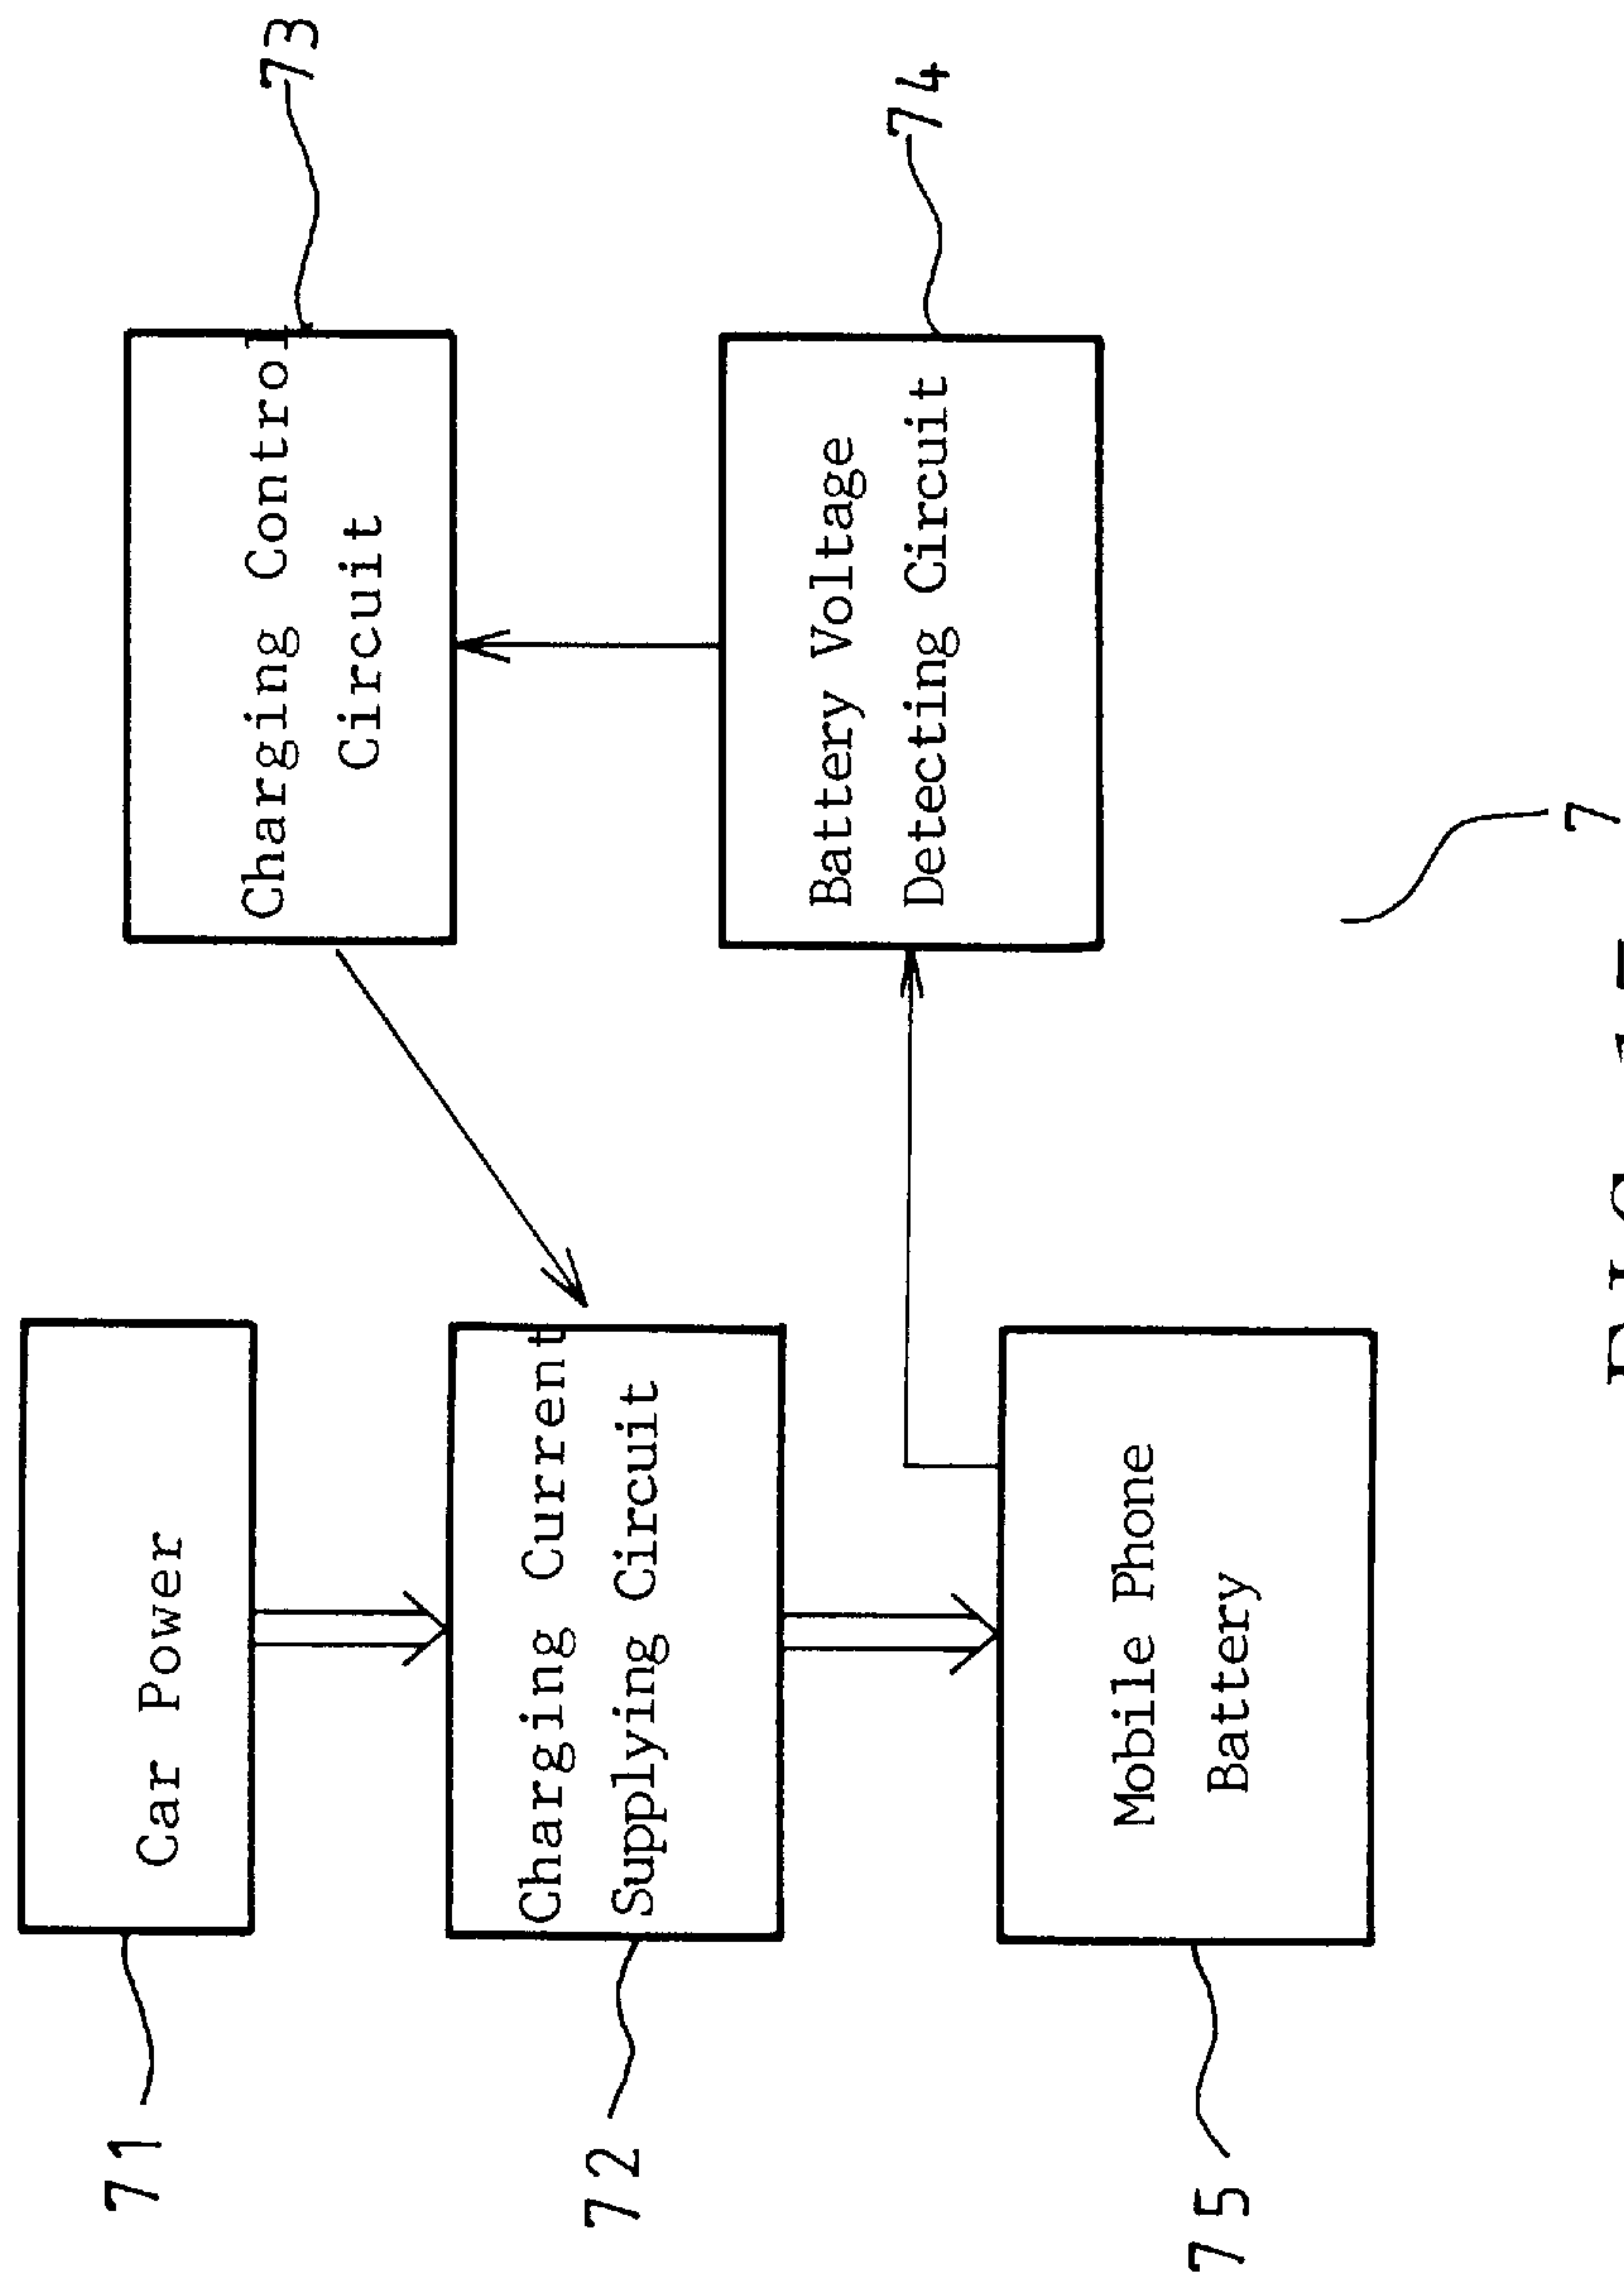 Car Power
71
Charging Current
Supplying Circuit
72
Mobile Phone
Battery
75
Charging Control
Circuit
73
Battery Voltage
Detecting Circuit
74
7